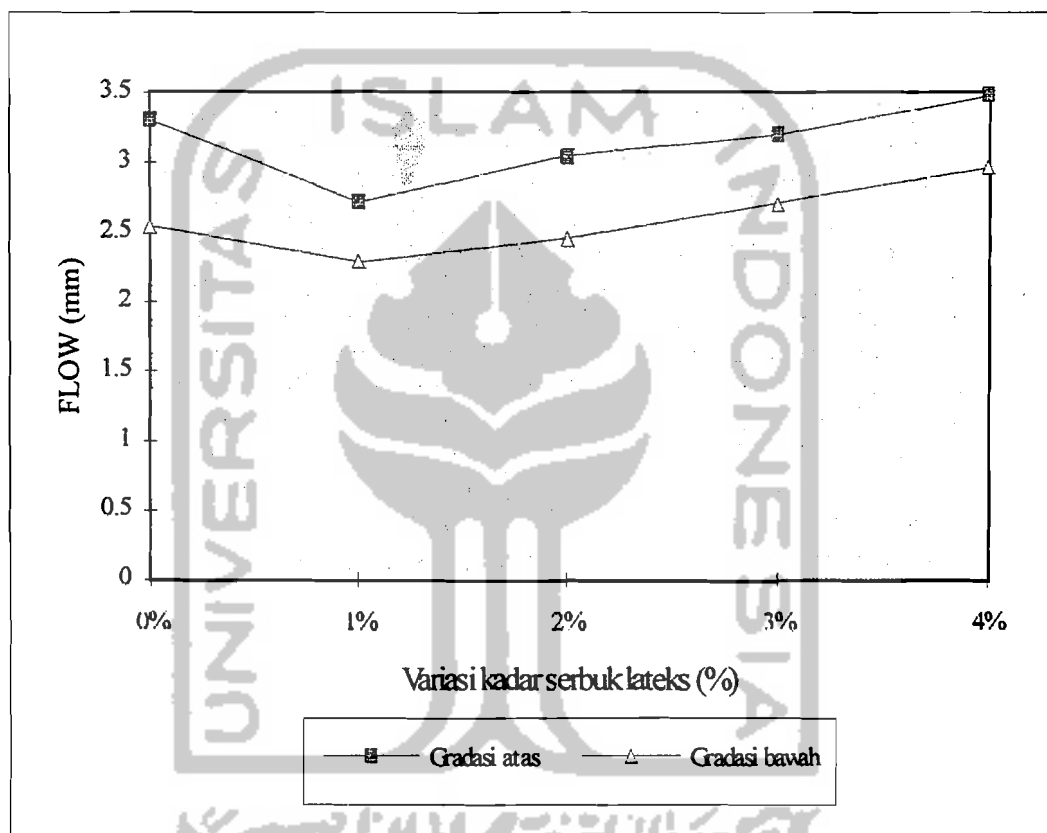 ISLAM
UNIVERSITAS
INDONESIA
3.5
3
2.5
2
1.5
1
0.5
0
FLOW (mm)
0% 1% 2% 3% 4%
Variasi kadar serbuk lateks (%)
Gradasi atas Gradasi bawah